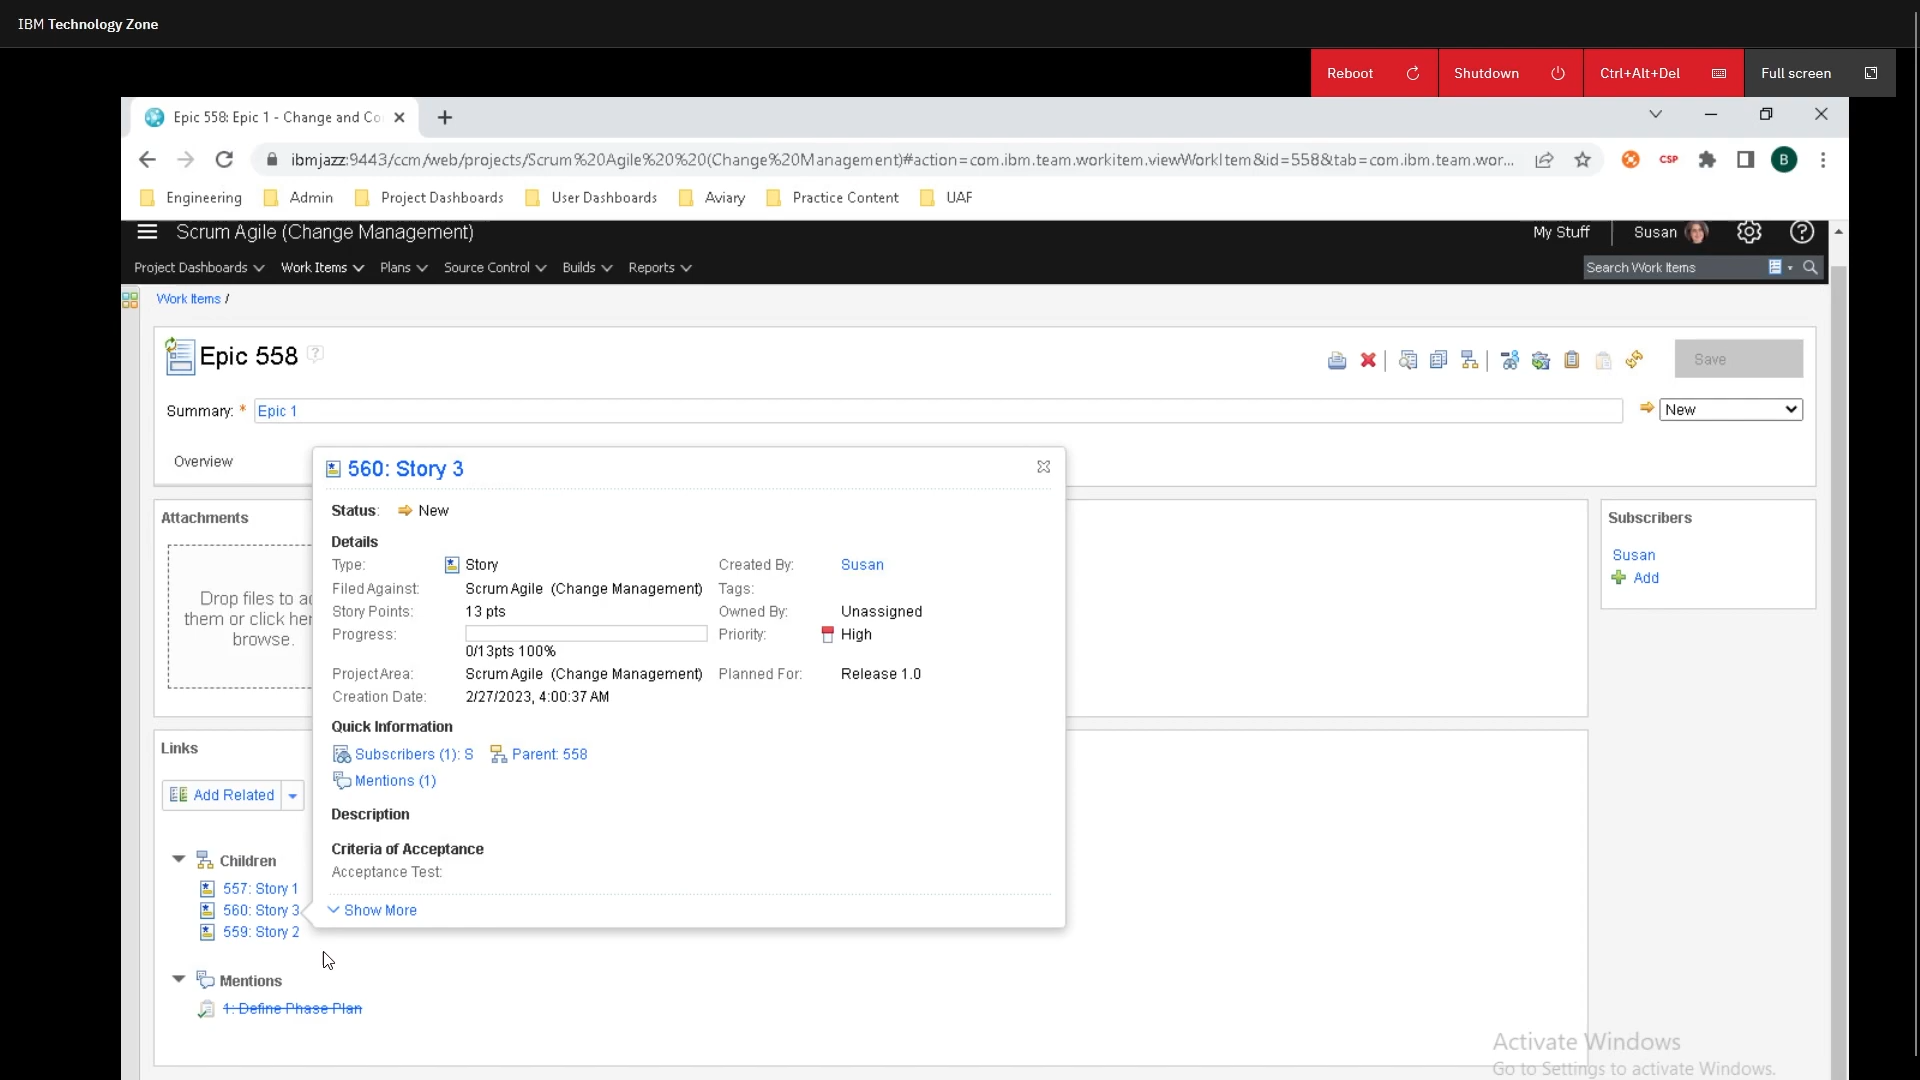 IBM Technology Zone
Reboot
Shutdown
Ctrl+Alt+Del
Full screen
Epic 558: Epic 1 - Change and Co
ibmjazz:9443/ccm/web/projects/Scrum%20Agile%20%20(Change%20Management)#action=com.ibm.team.workitem.viewWorkItem&id=558&tab=com.ibm.team.wor...
CSP
B
Engineering
Admin
Project Dashboards
User Dashboards
Aviary
Practice Content
UAF
Scrum Agile (Change Management)
My Stuff
Susan
Project Dashboards
Work Items
Plans
Source Control
Builds
Reports
Search Work Items
Work Items /
Epic 558
Save
Summary: *
Epic 1
New
Overview
560: Story 3
Status: New
Details
Type: Story Created By: Susan
Filed Against: Scrum Agile (Change Management) Tags:
Story Points: 13 pts Owned By: Unassigned
Progress: Priority: High
0/13pts 100%
Project Area: Scrum Agile (Change Management) Planned For: Release 1.0
Creation Date: 2/27/2023, 4:00:37 AM
Quick Information
Subscribers (1): S Parent: 558
Mentions (1)
Description
Criteria of Acceptance
Acceptance Test:
Show More
Attachments
Drop files to a
them or click her
browse.
Subscribers
Susan
Add
Links
Add Related
Children
557: Story 1
560: Story 3
559: Story 2
Mentions
1: Define Phase Plan
Activate Windows
Go to Settings to activate Windows.